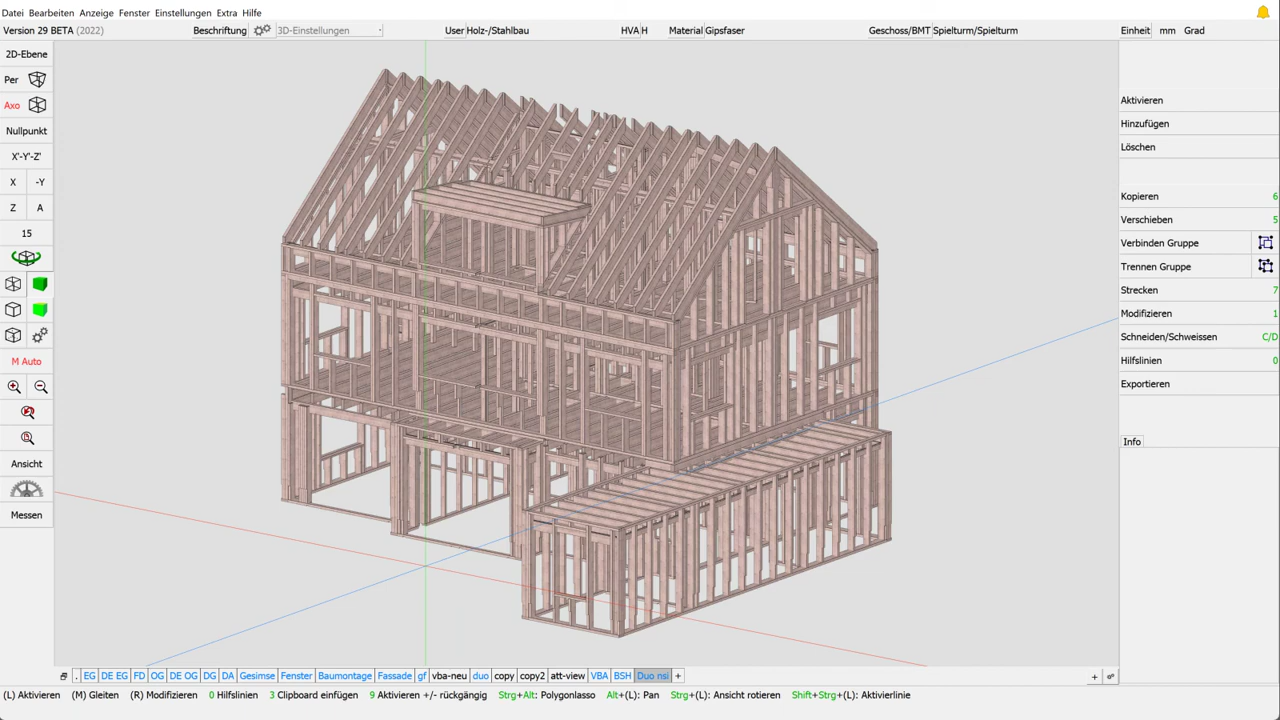 Datei Bearbeiten Anzeige Fenster Einstellungen Extra Hilfe
Version 29 BETA (2022) Beschriftung 3D-Einstellungen User Holz-/Stahlbau HVA H Material Gipsfaser Geschoss/BMT Spielturm/Spielturm Einheit mm Grad
2D-Ebene
Per
Axo
Nullpunkt
X'-Y'-Z'
X -Y
Z A
15
M Auto
Ansicht
Messen
Aktivieren
Hinzufügen
Löschen
Kopieren 6
Verschieben 5
Verbinden Gruppe
Trennen Gruppe
Strecken 7
Modifizieren 1
Schneiden/Schweissen C/D
Hilfslinien 0
Exportieren
Info
. EG DE EG FD OG DE OG DG DA Gesimse Fenster Baumontage Fassade gf vba-neu duo copy copy2 att-view VBA BSH Duo nsi +
+
(L) Aktivieren (M) Gleiten (R) Modifizieren 0 Hilfslinien 3 Clipboard einfügen 9 Aktivieren +/- rückgängig Strg+Alt: Polygonlasso Alt+(L): Pan Strg+(L): Ansicht rotieren Shift+Strg+(L): Aktivierlinie